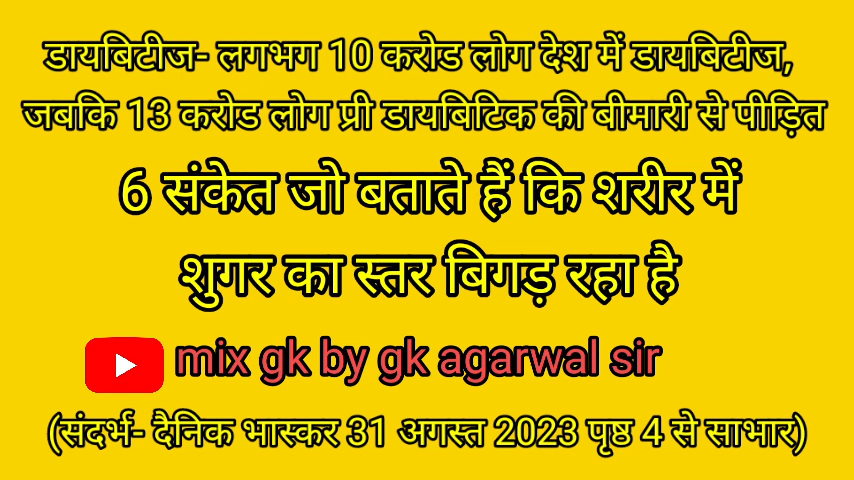 डायबिटीज- लगभग 10 करोड लोग देश में डायबिटीज,
जबकि 13 करोड लोग प्री डायबिटिक की बीमारी से पीड़ित
6 संकेत जो बताते हैं कि शरीर में
शुगर का स्तर बिगड़ रहा है
mix gk by gk agarwal sir
(संदर्भ- दैनिक भास्कर 31 अगस्त 2023 पृष्ठ 4 से साभार)